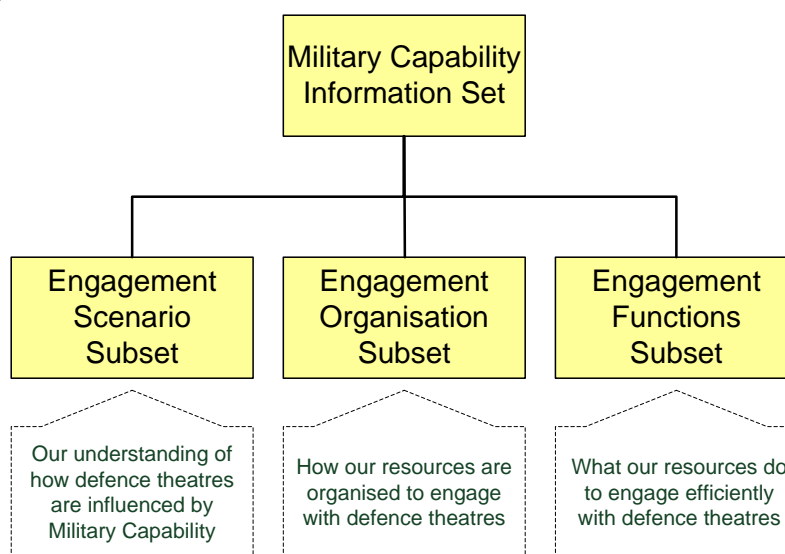 Military Capability
Information Set
Engagement
Scenario
Subset
Engagement
Organisation
Subset
Engagement
Functions
Subset
Our understanding of
how defence theatres
are influenced by
Military Capability
How our resources are
organised to engage
with defence theatres
What our resources do
to engage efficiently
with defence theatres